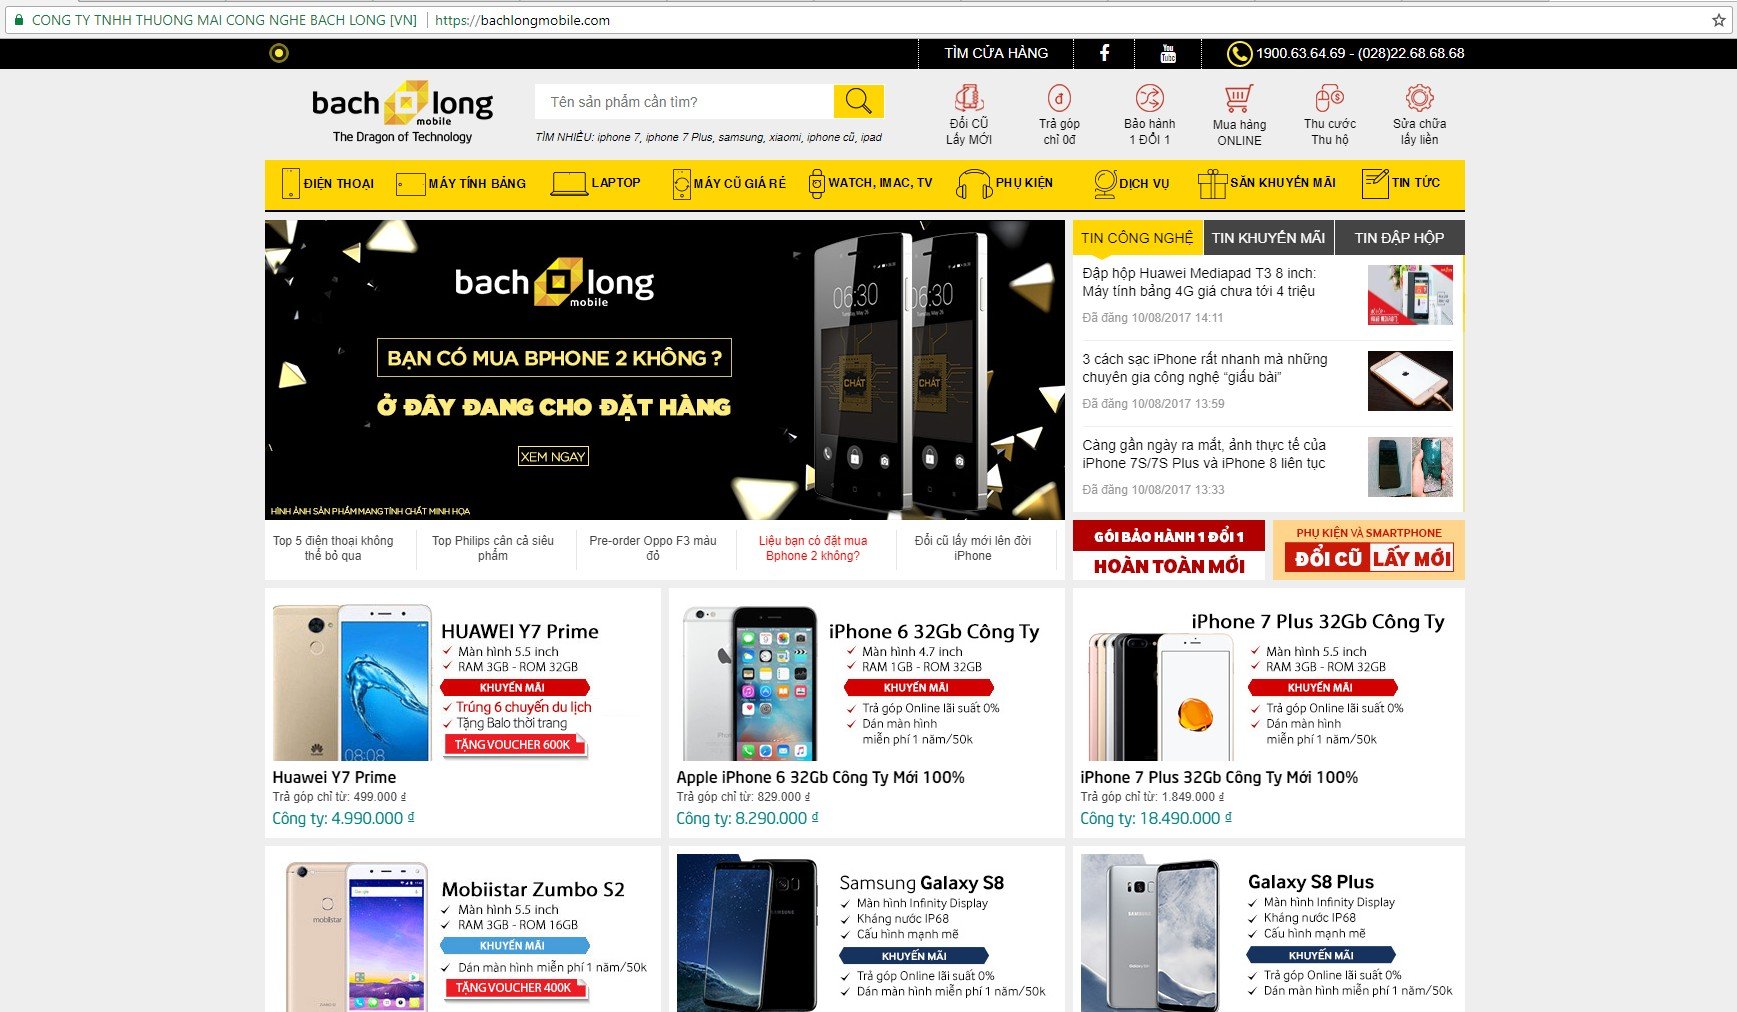 CONG TY TNHH THUONG MAI CONG NGHE BACH LONG [VN] https://bachlongmobile.com
TÌM CỬA HÀNG
You
Tube
1900.63.64.69 - (028)22.68.68.68
bach long
mobile
The Dragon of Technology
Tên sản phẩm cần tìm?
TÌM NHIỀU: iphone 7, iphone 7 Plus, samsung, xiaomi, iphone cũ, ipad
Đổi CŨ
Lấy MỚI
Trả góp
chỉ 0đ
Bảo hành
1 ĐỔI 1
Mua hàng
ONLINE
Thu cước
Thu hộ
Sửa chữa
lấy liền
ĐIỆN THOẠI
MÁY TÍNH BẢNG
LAPTOP
MÁY CŨ GIÁ RẺ
WATCH, IMAC, TV
PHỤ KIỆN
DỊCH VỤ
SĂN KHUYẾN MÃI
TIN TỨC
bach long
mobile
BẠN CÓ MUA BPHONE 2 KHÔNG ?
Ở ĐÂY ĐANG CHO ĐẶT HÀNG
XEM NGAY
HÌNH ẢNH SẢN PHẨM MANG TÍNH CHẤT MINH HỌA
06:30
Tuesday, May 26
CHẤT
06:30
Tuesday, May 26
CHẤT
TIN CÔNG NGHỆ
TIN KHUYẾN MÃI
TIN ĐẬP HỘP
Đập hộp Huawei Mediapad T3 8 inch:
Máy tính bảng 4G giá chưa tới 4 triệu
Đã đăng 10/08/2017 14:11
3 cách sạc iPhone rất nhanh mà những
chuyên gia công nghệ “giấu bài”
Đã đăng 10/08/2017 13:59
Càng gần ngày ra mắt, ảnh thực tế của
iPhone 7S/7S Plus và iPhone 8 liên tục
Đã đăng 10/08/2017 13:33
Top 5 điện thoại không
thể bỏ qua
Top Philips cân cả siêu
phẩm
Pre-order Oppo F3 màu
đỏ
Liệu bạn có đặt mua
Bphone 2 không?
Đổi cũ lấy mới lên đời
iPhone
GÓI BẢO HÀNH 1 ĐỔI 1
HOÀN TOÀN MỚI
PHỤ KIỆN VÀ SMARTPHONE
ĐỔI CŨ LẤY MỚI
HUAWEI Y7 Prime
Màn hình 5.5 inch
RAM 3GB - ROM 32GB
KHUYẾN MÃI
Trúng 6 chuyến du lịch
Tặng Balo thời trang
TẶNG VOUCHER 600K
08:08
HUAWEI
Huawei Y7 Prime
Trả góp chỉ từ: 499.000 ₫
Công ty: 4.990.000 ₫
iPhone 6 32Gb Công Ty
Màn hình 4.7 inch
RAM 1GB - ROM 32GB
KHUYẾN MÃI
Trả góp Online lãi suất 0%
Dán màn hình
miễn phí 1 năm/50k
iPhone
Apple iPhone 6 32Gb Công Ty Mới 100%
Trả góp chỉ từ: 829.000 ₫
Công ty: 8.290.000 ₫
iPhone 7 Plus 32Gb Công Ty
Màn hình 5.5 inch
RAM 3GB - ROM 32GB
KHUYẾN MÃI
Trả góp Online lãi suất 0%
Dán màn hình
miễn phí 1 năm/50k
iPhone 7 Plus 32Gb Công Ty Mới 100%
Trả góp chỉ từ: 1.849.000 ₫
Công ty: 18.490.000 ₫
Mobiistar Zumbo S2
Màn hình 5.5 inch
RAM 3GB - ROM 16GB
KHUYẾN MÃI
Dán màn hình miễn phí 1 năm/50k
TẶNG VOUCHER 400K
mobiistar
Samsung Galaxy S8
Màn hình Infinity Display
Kháng nước IP68
Cấu hình mạnh mẽ
KHUYẾN MÃI
Trả góp Online lãi suất 0%
Dán màn hình miễn phí 1 năm/50k
SAMSUNG
Galaxy S8 Plus
Màn hình Infinity Display
Kháng nước IP68
Cấu hình mạnh mẽ
KHUYẾN MÃI
Trả góp Online lãi suất 0%
Dán màn hình miễn phí 1 năm/50k
SAMSUNG